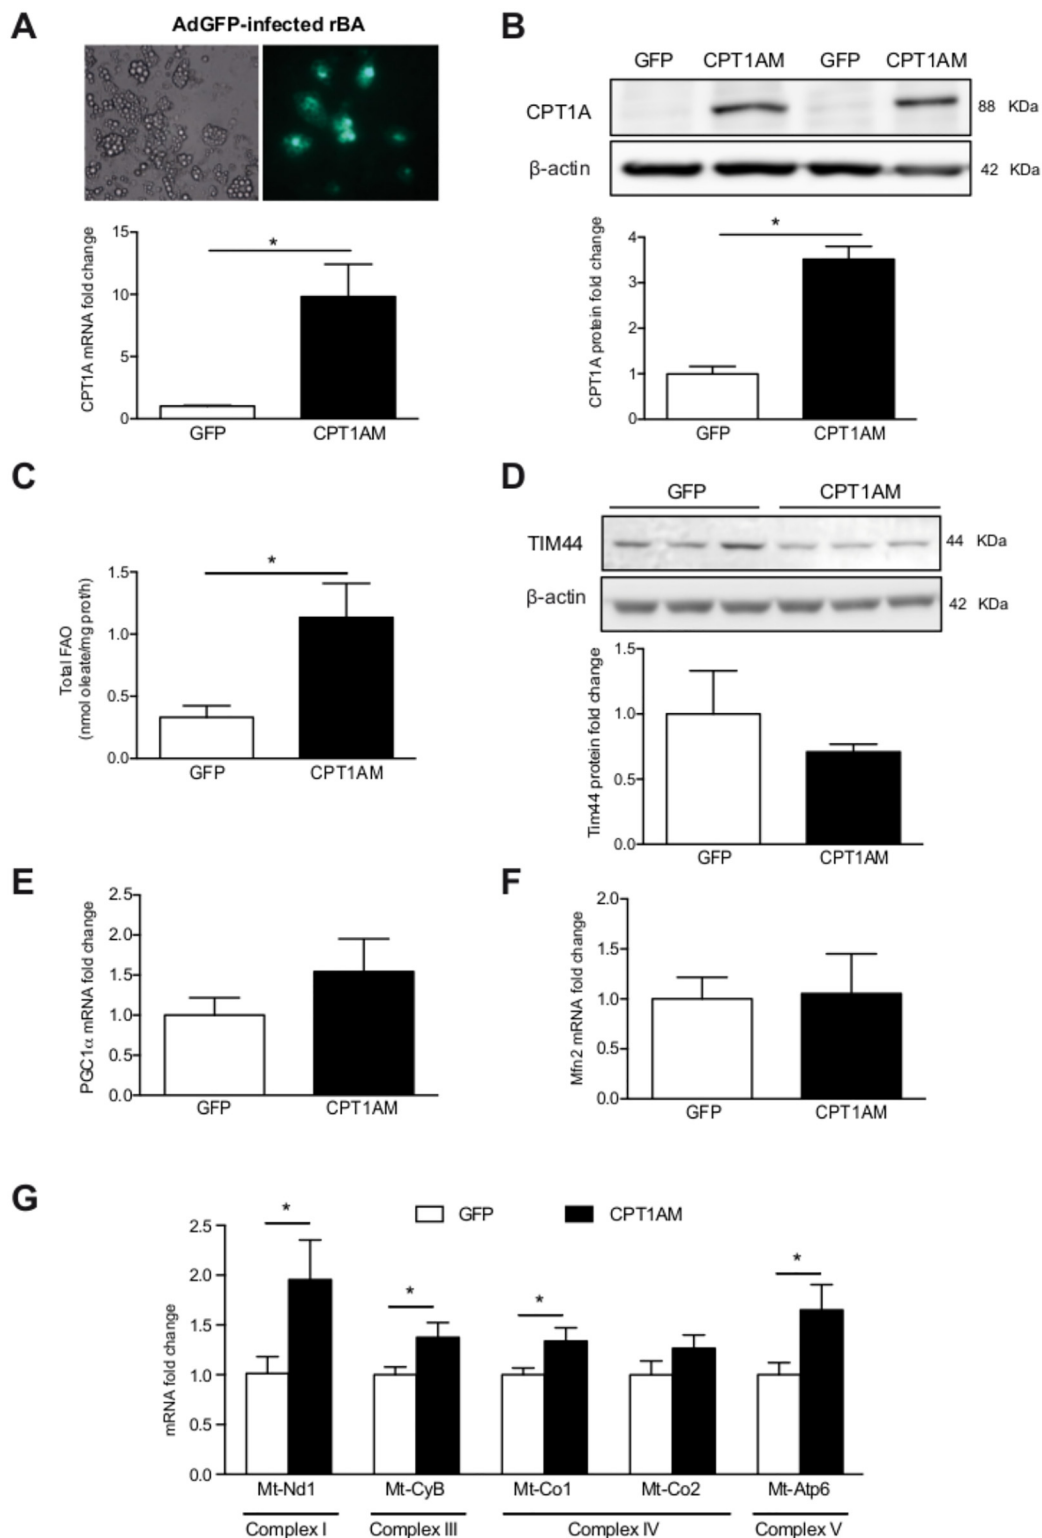 A
AdGFP-infected rBA
CPT1A mRNA fold change
15
10
5
0
*
GFP CPT1AM
B
GFP CPT1AM GFP CPT1AM
CPT1A
88 KDa
β-actin
42 KDa
CPT1A protein fold change
4
3
2
1
0
*
GFP CPT1AM
C
Total FAO
(nmol oleate/mg prot/h)
1.5
1.0
0.5
0.0
*
GFP CPT1AM
D
GFP CPT1AM
TIM44
44 KDa
β-actin
42 KDa
Tim44 protein fold change
1.5
1.0
0.5
0.0
GFP CPT1AM
E
PGC1α mRNA fold change
2.5
2.0
1.5
1.0
0.5
0.0
GFP CPT1AM
F
Mfn2 mRNA fold change
2.0
1.5
1.0
0.5
0.0
GFP CPT1AM
G
GFP CPT1AM
mRNA fold change
2.5
2.0
1.5
1.0
0.5
0.0
* * * *
Mt-Nd1 Mt-CyB Mt-Co1 Mt-Co2 Mt-Atp6
Complex I Complex III Complex IV Complex V